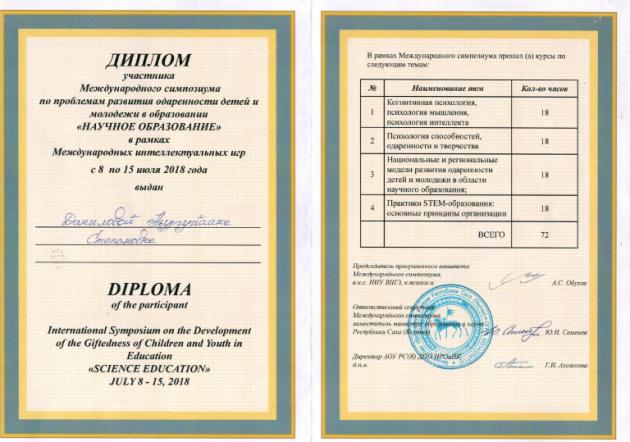 ДИПЛОМ
участника
Международного симпозиума
по проблемам развития одаренности детей и
молодежи в образовании
«НАУЧНОЕ ОБРАЗОВАНИЕ»
в рамках
Международных интеллектуальных игр
с 8 по 15 июля 2018 года
выдан
Даниловой
Степановне
DIPLOMA
of the participant
International Symposium on the Development
of the Giftedness of Children and Youth in
Education
«SCIENCE EDUCATION»
JULY 8 - 15, 2018
В рамках Международного симпозиума прошел (а) курсы по
следующим темам:
№ Наименование тем Кол-во часов
1 Когнитивная психология,
психология мышления,
психология интеллекта 18
2 Психология способностей,
одаренности и творчества 18
3 Национальные и региональные
модели развития одаренности
детей и молодежи в области
научного образования; 18
4 Практики STEM-образования:
основные принципы организации 18
ВСЕГО 72
Председатель программного комитета
Международного симпозиума
в.н.с. НИУ ВШЭ, к.психол.н. А.С. Обухов
Ответственный секретарь
Международного симпозиума
заместитель министра образования и науки
Республики Саха (Якутия) Ю.И. Семенов
Директор АОУ РС(Я) ДПО ИРОиПК
д.п.н. Г.И. Алексеева